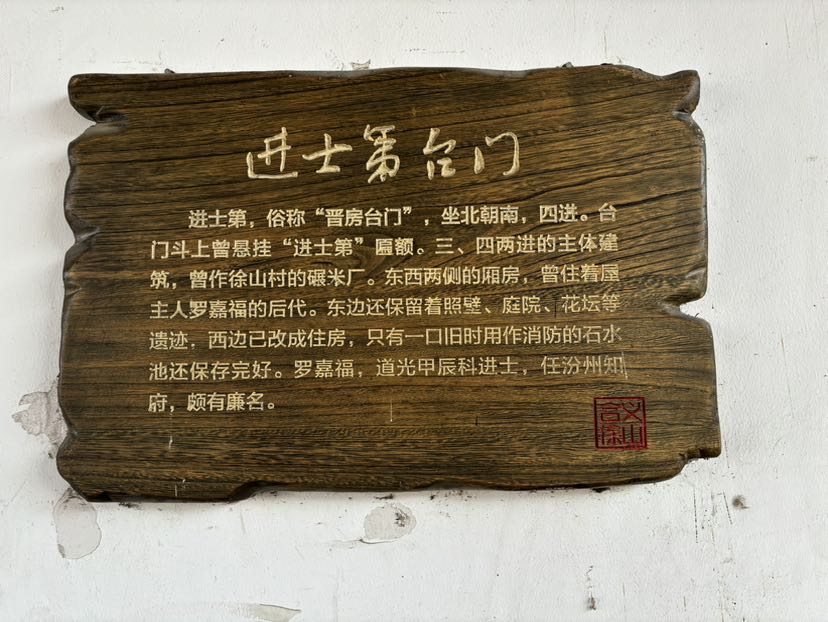 进士第台门
进士第，俗称“晋房台门”，坐北朝南，四进。台
门斗上曾悬挂“进士第”匾额。三、四两进的主体建
筑，曾作徐山村的碾米厂。东西两侧的厢房，曾住着屋
主人罗嘉福的后代。东边还保留着照壁、庭院、花坛等
遗迹，西边已改成住房，只有一口旧时用作消防的石水
池还保存完好。罗嘉福，道光甲辰科进士，任汾州知
府，颇有廉名。